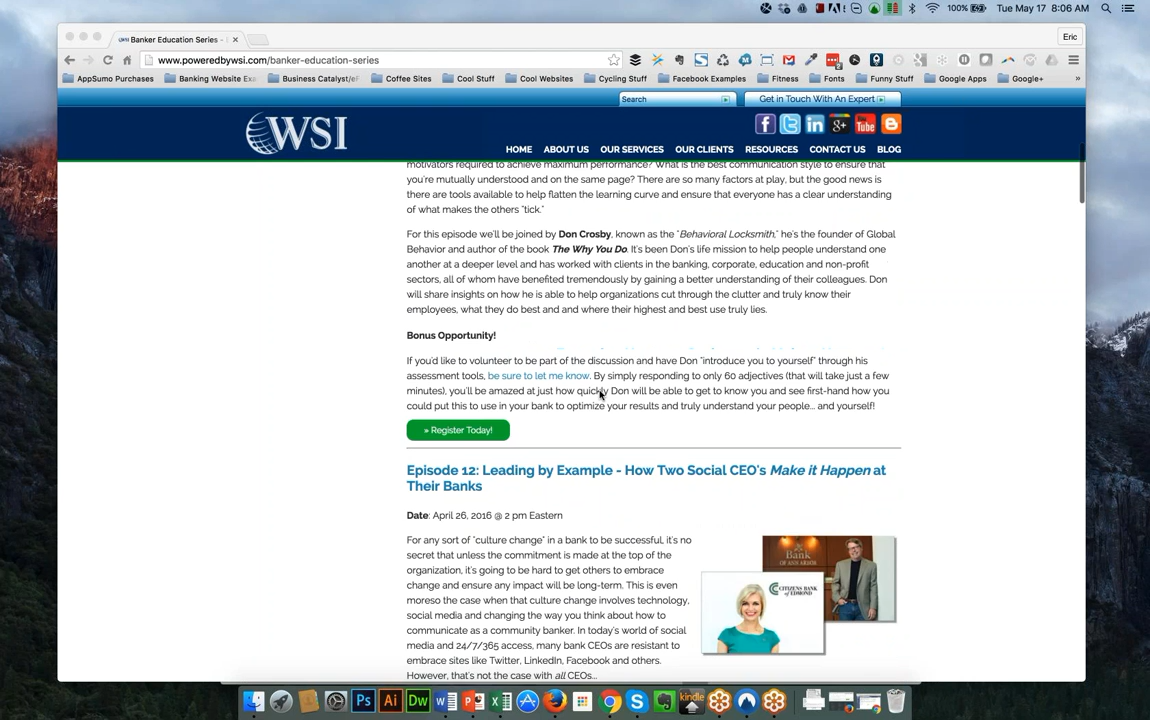 100%
Tue May 17 8:06 AM
Banker Education Series -
Eric
www.poweredbywsi.com/banker-education-series
AppSumo Purchases
Banking Website Exa
Business Catalyst/eF
Coffee Sites
Cool Stuff
Cool Websites
Cycling Stuff
Facebook Examples
Fitness
Fonts
Funny Stuff
Google Apps
Google+
»
Search
Get in Touch With An Expert
WSI
HOME
ABOUT US
OUR SERVICES
OUR CLIENTS
RESOURCES
CONTACT US
BLOG
motivators required to achieve maximum performance? What is the best communication style to ensure that
you're mutually understood and on the same page? There are so many factors at play, but the good news is
there are tools available to help flatten the learning curve and ensure that everyone has a clear understanding
of what makes the others "tick."
For this episode we'll be joined by Don Crosby, known as the "Behavioral Locksmith," he's the founder of Global
Behavior and author of the book The Why You Do. It's been Don's life mission to help people understand one
another at a deeper level and has worked with clients in the banking, corporate, education and non-profit
sectors, all of whom have benefited tremendously by gaining a better understanding of their colleagues. Don
will share insights on how he is able to help organizations cut through the clutter and truly know their
employees, what they do best and and where their highest and best use truly lies.
Bonus Opportunity!
If you'd like to volunteer to be part of the discussion and have Don "introduce you to yourself" through his
assessment tools, be sure to let me know. By simply responding to only 60 adjectives (that will take just a few
minutes), you'll be amazed at just how quickly Don will be able to get to know you and see first-hand how you
could put this to use in your bank to optimize your results and truly understand your people... and yourself!
» Register Today!
Episode 12: Leading by Example - How Two Social CEO's Make it Happen at
Their Banks
Date: April 26, 2016 @ 2 pm Eastern
For any sort of "culture change" in a bank to be successful, it's no
secret that unless the commitment is made at the top of the
organization, it's going to be hard to get others to embrace
change and ensure any impact will be long-term. This is even
moreso the case when that culture change involves technology,
social media and changing the way you think about how to
communicate as a community banker. In today's world of social
media and 24/7/365 access, many bank CEOs are resistant to
embrace sites like Twitter, LinkedIn, Facebook and others.
However, that's not the case with all CEOs...
Bank
OF ANN ARBOR
CITIZENS BANK
OF EDMOND
Ps
Ai
Dw
kindle